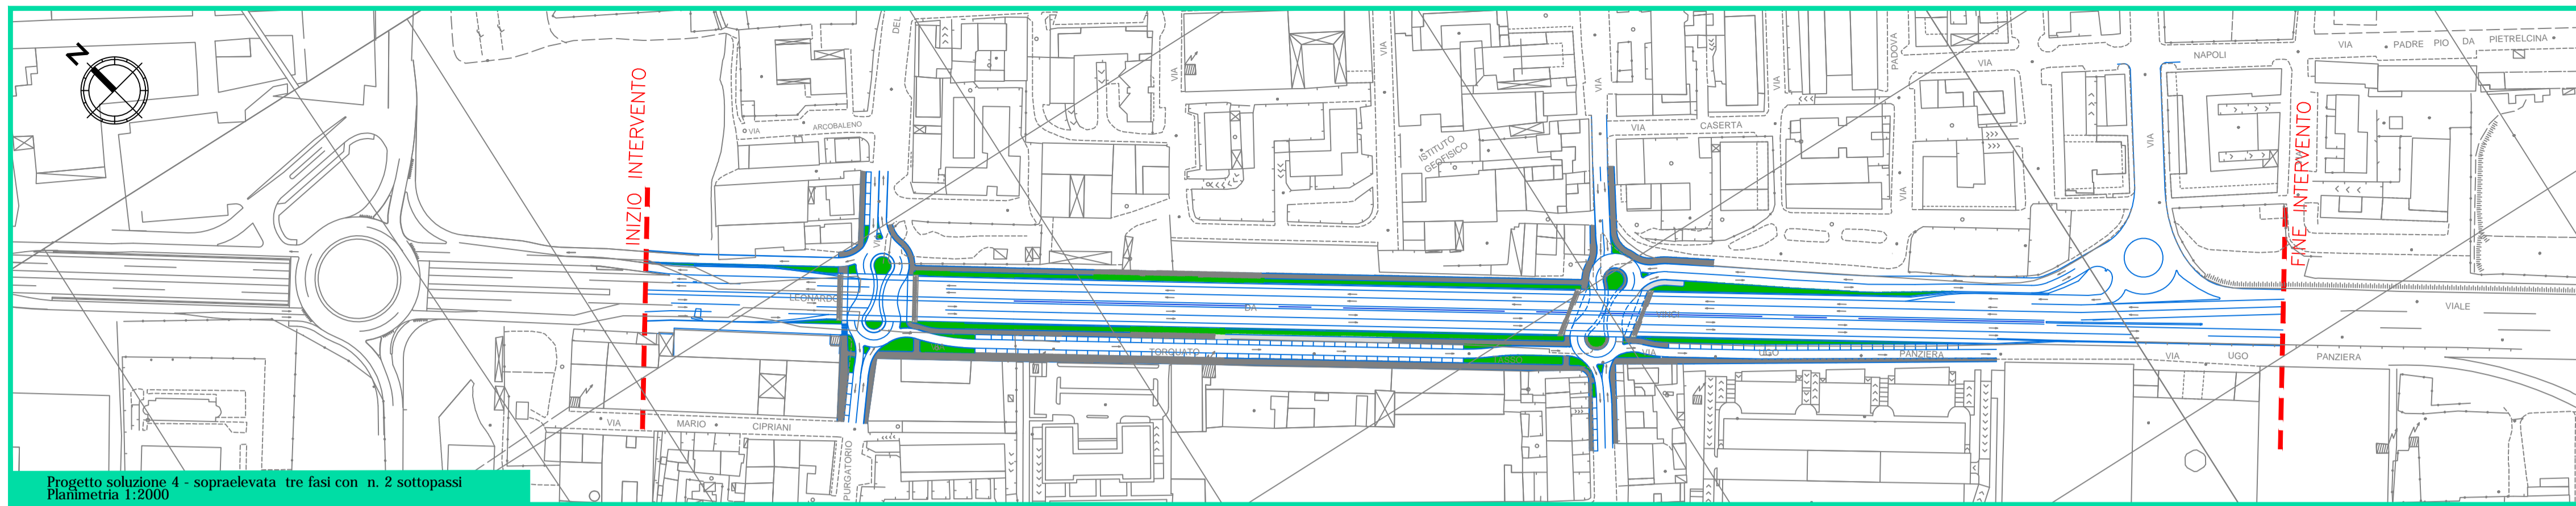 N
INIZIO INTERVENTO
VIA
ARCOBALENO
DEL
VIA
VIA
VIA
VIA
PADOVA
VIA
NAPOLI
VIA
PADRE PIO DA PIETRELCINA
ISTITUTO
GEOFISICO
VIA
CASERTA
VIA
VIA
FINE INTERVENTO
VIA
LEONARDO
DA
VIALE
TORQUATO
VIA
UGO
PANZIERA
VIA
UGO
PANZIERA
VIA
MARIO
CIPRIANI
PURGATORIO
Progetto soluzione 4 - sopraelevata tre fasi con n. 2 sottopassi
Planimetria 1:2000